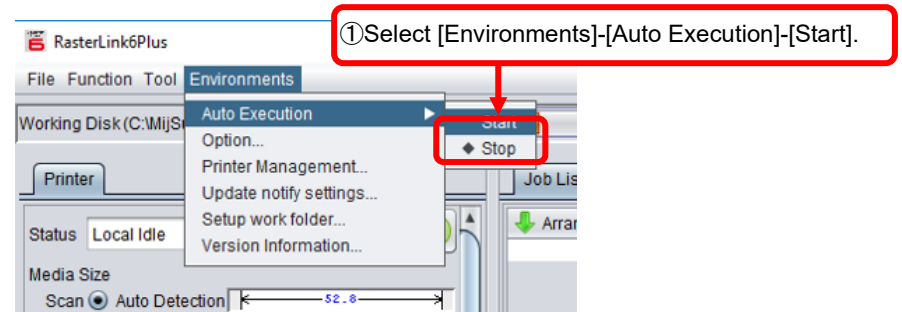 ①Select [Environments]-[Auto Execution]-[Start].
RasterLink6Plus
File Function Tool Environments
Working Disk (C:\MijS
Auto Execution
Start
Option...
◆ Stop
Printer Management...
Printer
Job Lis
Update notify settings...
Setup work folder...
Arran
Status Local Idle
Version Information...
Media Size
Scan Auto Detection 52.8